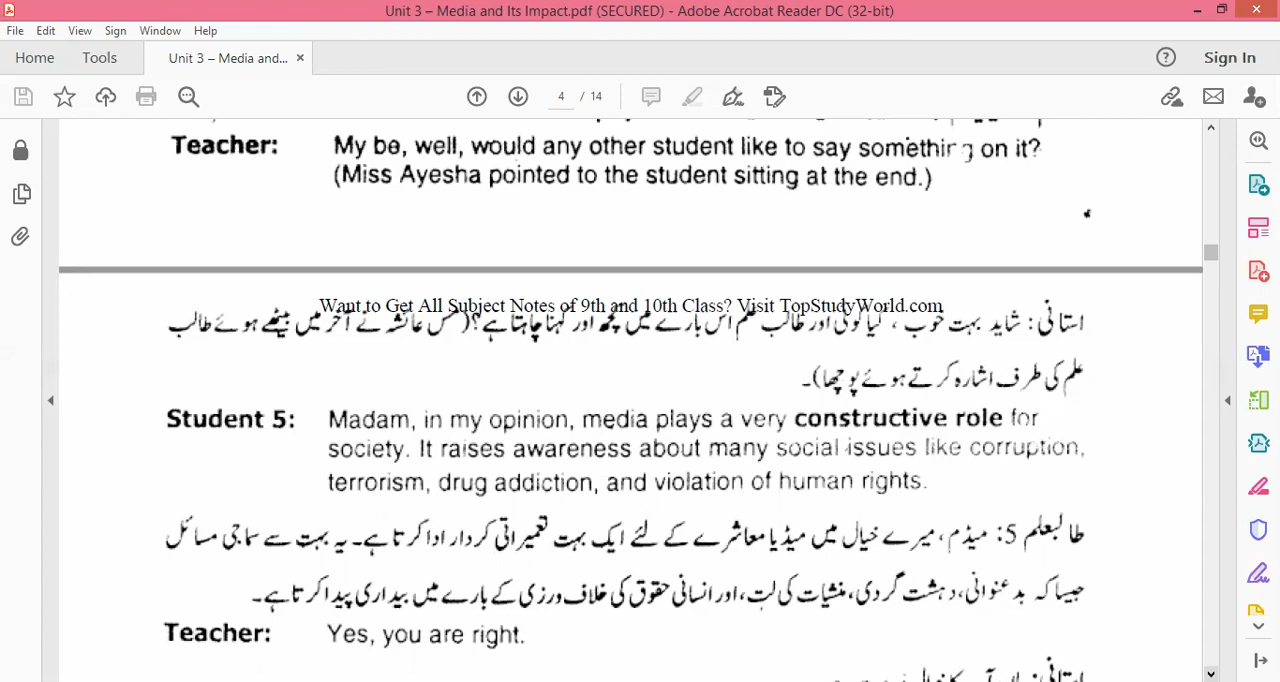 Unit 3 – Media and Its Impact.pdf (SECURED) - Adobe Acrobat Reader DC (32-bit)
File Edit View Sign Window Help
Home Tools Unit 3 – Media and... × Sign In
4 / 14
Teacher: My be, well, would any other student like to say something on it?
(Miss Ayesha pointed to the student sitting at the end.)
Want to Get All Subject Notes of 9th and 10th Class? Visit TopStudyWorld.com
استانی: شاید بہت خوب، کیا کوئی اور طالب علم اس بارے میں کچھ اور کہنا چاہتا ہے؟ (مس عائشہ نے آخر میں بیٹھے ہوئے طالب
علم کی طرف اشارہ کرتے ہوئے پوچھا)۔
Student 5: Madam, in my opinion, media plays a very constructive role for
society. It raises awareness about many social issues like corruption,
terrorism, drug addiction, and violation of human rights.
طالبعلم 5: میڈم، میرے خیال میں میڈیا معاشرے کے لئے ایک بہت تعمیراتی کردار ادا کرتا ہے۔ یہ بہت سے سماجی مسائل
جیسا کہ بدعنوانی، دہشت گردی، منشیات کی لت، اور انسانی حقوق کی خلاف ورزی کے بارے میں بیداری پیدا کرتا ہے۔
Teacher: Yes, you are right.